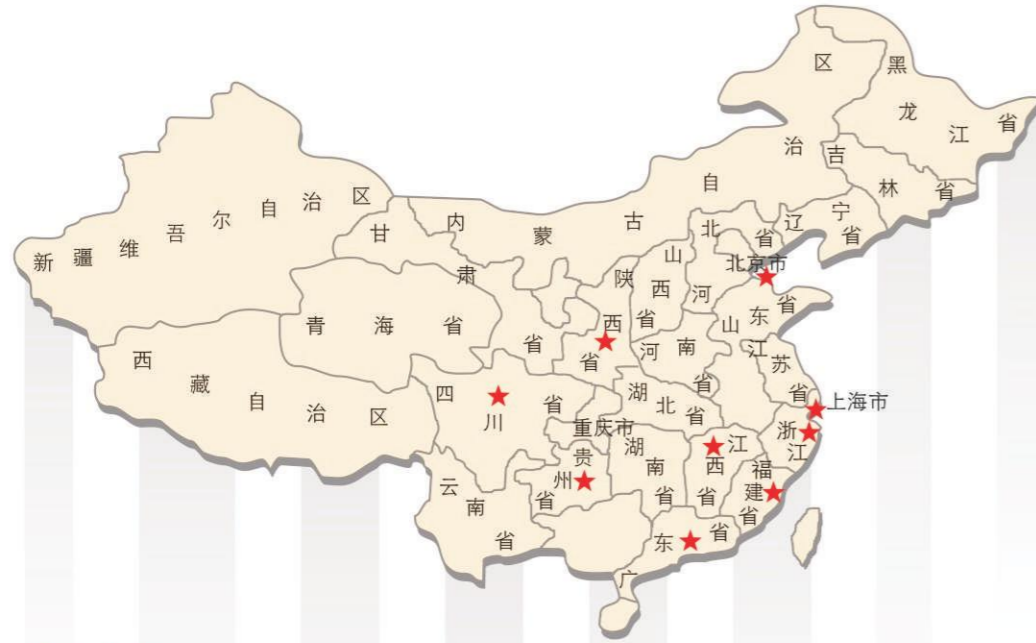 黑龙江省
内蒙古自治区
吉林省
辽宁省
新疆维吾尔自治区
甘肃省
河北省
北京市
山西省
陕西省
山东省
青海省
河南省
江苏省
西藏自治区
四川省
湖北省
上海市
重庆市
浙江
贵州省
湖南省
江西省
福建省
云南省
广东省